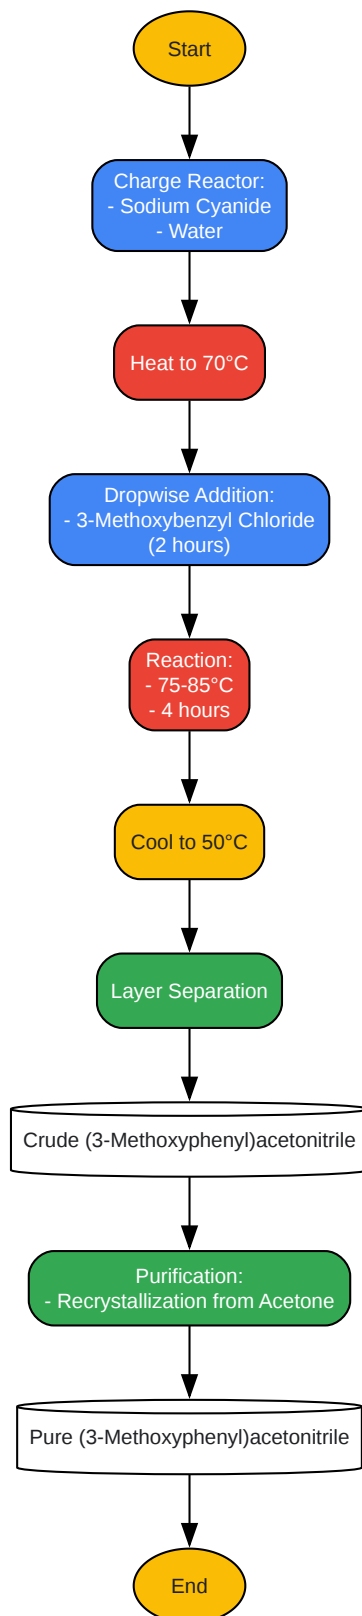 Start
Charge Reactor:
- Sodium Cyanide
- Water
Heat to 70°C
Dropwise Addition:
- 3-Methoxybenzyl Chloride
(2 hours)
Reaction:
- 75-85°C
- 4 hours
Cool to 50°C
Layer Separation
Crude (3-Methoxyphenyl)acetonitrile
Purification:
- Recrystallization from Acetone
Pure (3-Methoxyphenyl)acetonitrile
End